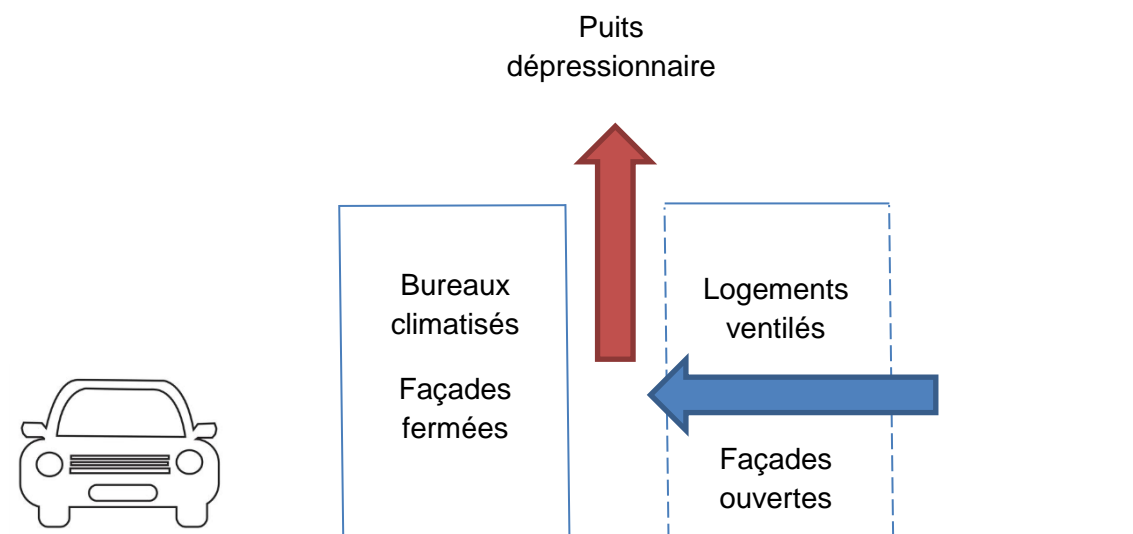 Puits
dépressionnaire
Bureaux
climatisés
Façades
fermées
Logements
ventilés
Façades
ouvertes